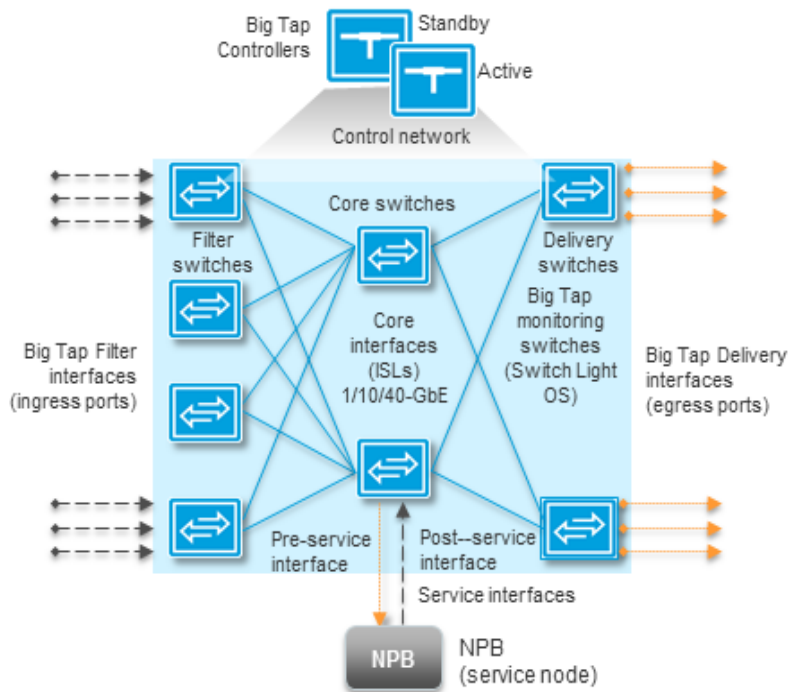 Big Tap
Controllers
Standby
Active
Control network
Filter
switches
Core switches
Delivery
switches
Big Tap Filter
interfaces
(ingress ports)
Core
interfaces
(ISLs)
1/10/40-GbE
Big Tap
monitoring
switches
(Switch Light
OS)
Big Tap Delivery
interfaces
(egress ports)
Pre-service
interface
Post--service
interface
Service interfaces
NPB
NPB
(service node)